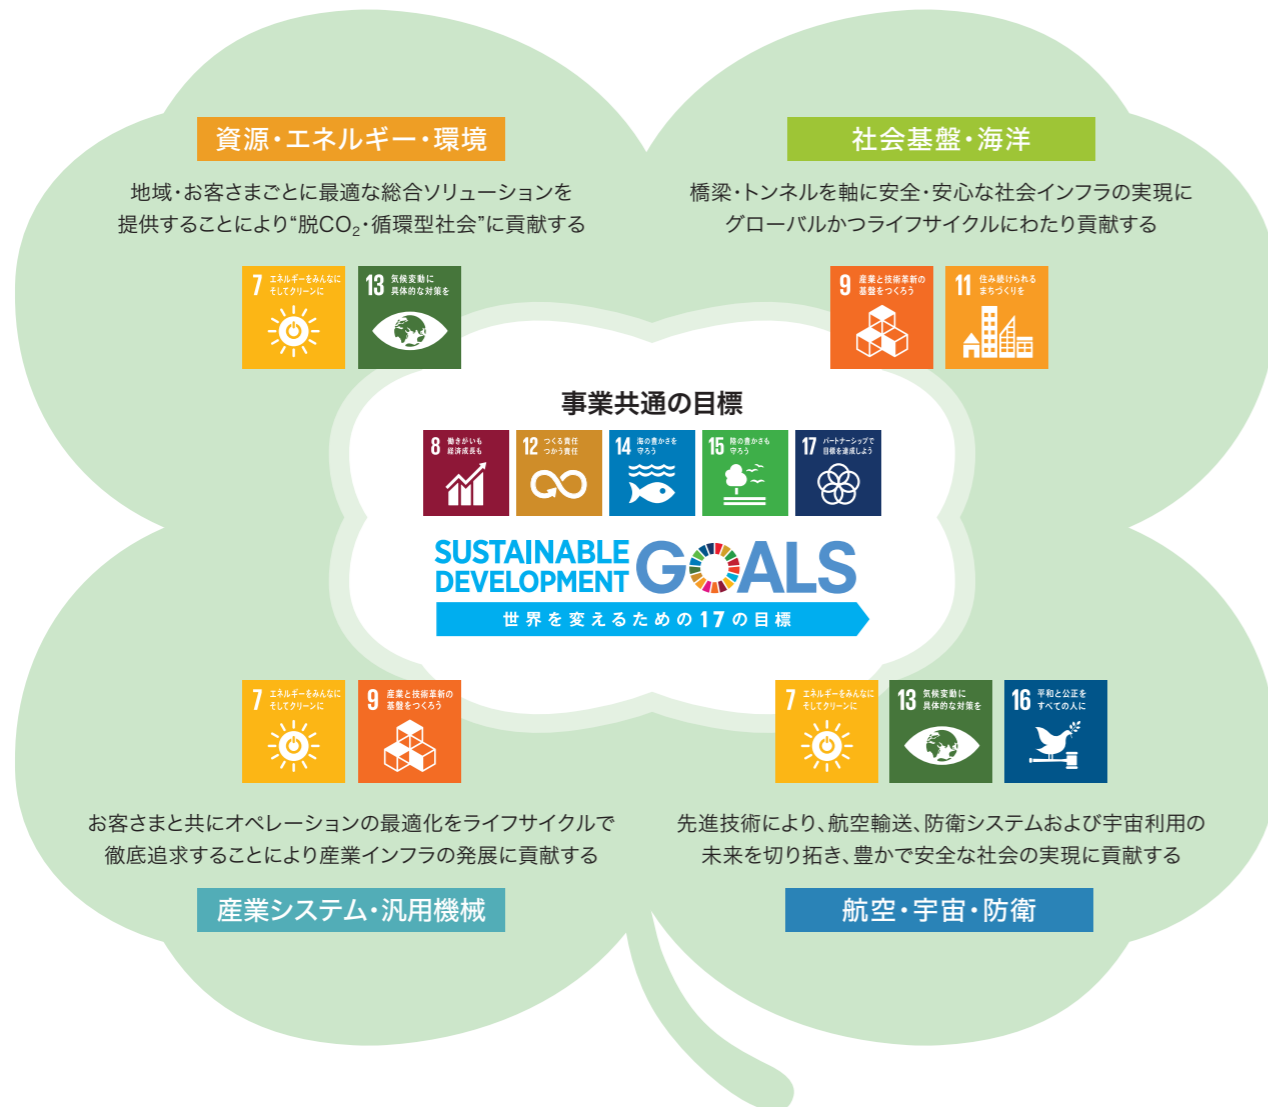 資源・エネルギー・環境
地域・お客さまごとに最適な総合ソリューションを
提供することにより“脱CO₂・循環型社会”に貢献する
7 エネルギーをみんなに
そしてクリーンに
13 気候変動に
具体的な対策を
社会基盤・海洋
橋梁・トンネルを軸に安全・安心な社会インフラの実現に
グローバルかつライフサイクルにわたり貢献する
9 産業と技術革新の
基盤をつくろう
11 住み続けられる
まちづくりを
事業共通の目標
8 働きがいも
経済成長も
12 つくる責任
つかう責任
14 海の豊かさを
守ろう
15 陸の豊かさも
守ろう
17 パートナーシップで
目標を達成しよう
SUSTAINABLE
DEVELOPMENT GOALS
世界を変えるための17の目標
7 エネルギーをみんなに
そしてクリーンに
9 産業と技術革新の
基盤をつくろう
お客さまと共にオペレーションの最適化をライフサイクルで
徹底追求することにより産業インフラの発展に貢献する
産業システム・汎用機械
7 エネルギーをみんなに
そしてクリーンに
13 気候変動に
具体的な対策を
16 平和と公正を
すべての人に
先進技術により、航空輸送、防衛システムおよび宇宙利用の
未来を切り拓き、豊かで安全な社会の実現に貢献する
航空・宇宙・防衛